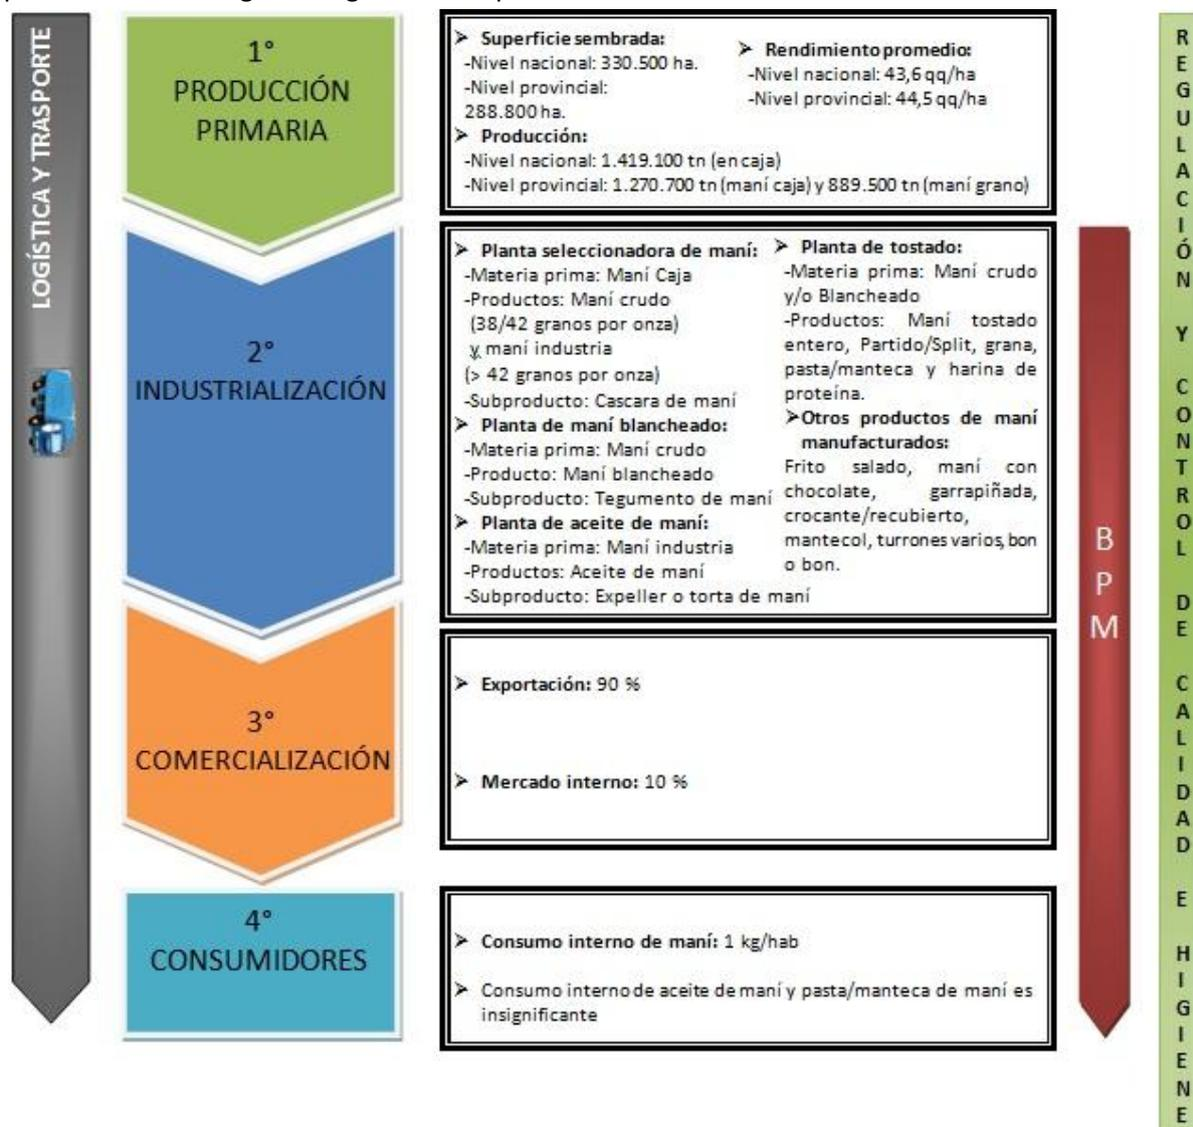 LOGÍSTICA Y TRASPORTE
1°
PRODUCCIÓN
PRIMARIA
Superficie sembrada:
-Nivel nacional: 330.500 ha.
-Nivel provincial:
288.800 ha.
Rendimiento promedio:
-Nivel nacional: 43,6 qq/ha
-Nivel provincial: 44,5 qq/ha
Producción:
-Nivel nacional: 1.419.100 tn (en caja)
-Nivel provincial: 1.270.700 tn (maní caja) y 889.500 tn (maní grano)
2°
INDUSTRIALIZACIÓN
Planta seleccionadora de maní:
-Materia prima: Maní Caja
-Productos: Maní crudo
(38/42 granos por onza)
y maní industria
(> 42 granos por onza)
-Subproducto: Cascara de maní
Planta de maní blancheado:
-Materia prima: Maní crudo
-Producto: Maní blancheado
-Subproducto: Tegumento de maní
Planta de aceite de maní:
-Materia prima: Maní industria
-Productos: Aceite de maní
-Subproducto: Expeller o torta de maní
Planta de tostado:
-Materia prima: Maní crudo
y/o Blancheado
-Productos: Maní tostado
entero, Partido/Split, grana,
pasta/manteca y harina de
proteína.
Otros productos de maní
manufacturados:
Frito salado, maní con
chocolate, garrapiñada,
crocante/recubierto,
mantecol, turrones varios, bon
o bon.
3°
COMERCIALIZACIÓN
Exportación: 90 %
Mercado interno: 10 %
4°
CONSUMIDORES
Consumo interno de maní: 1 kg/hab
Consumo interno de aceite de maní y pasta/manteca de maní es
insignificante
BPM
REGULACIÓN Y CONTROL DE CALIDAD E HIGIENE